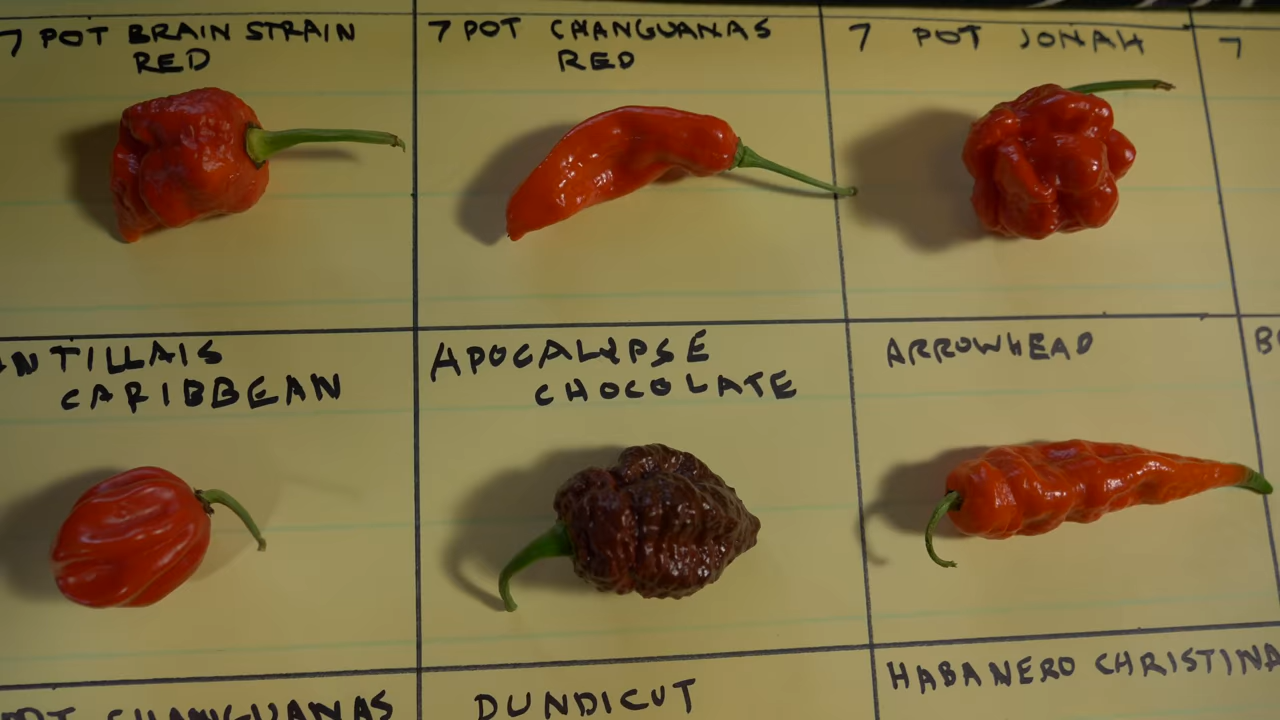 7 POT BRAIN STRAIN
RED
7 POT CHANGUANAS
RED
7 POT JONAH
7
NTILLAIS
CARIBBEAN
APOCALYPSE
CHOCOLATE
ARROWHEAD
CHANGUANAS
DUNDICUT
HABANERO CHRISTINA